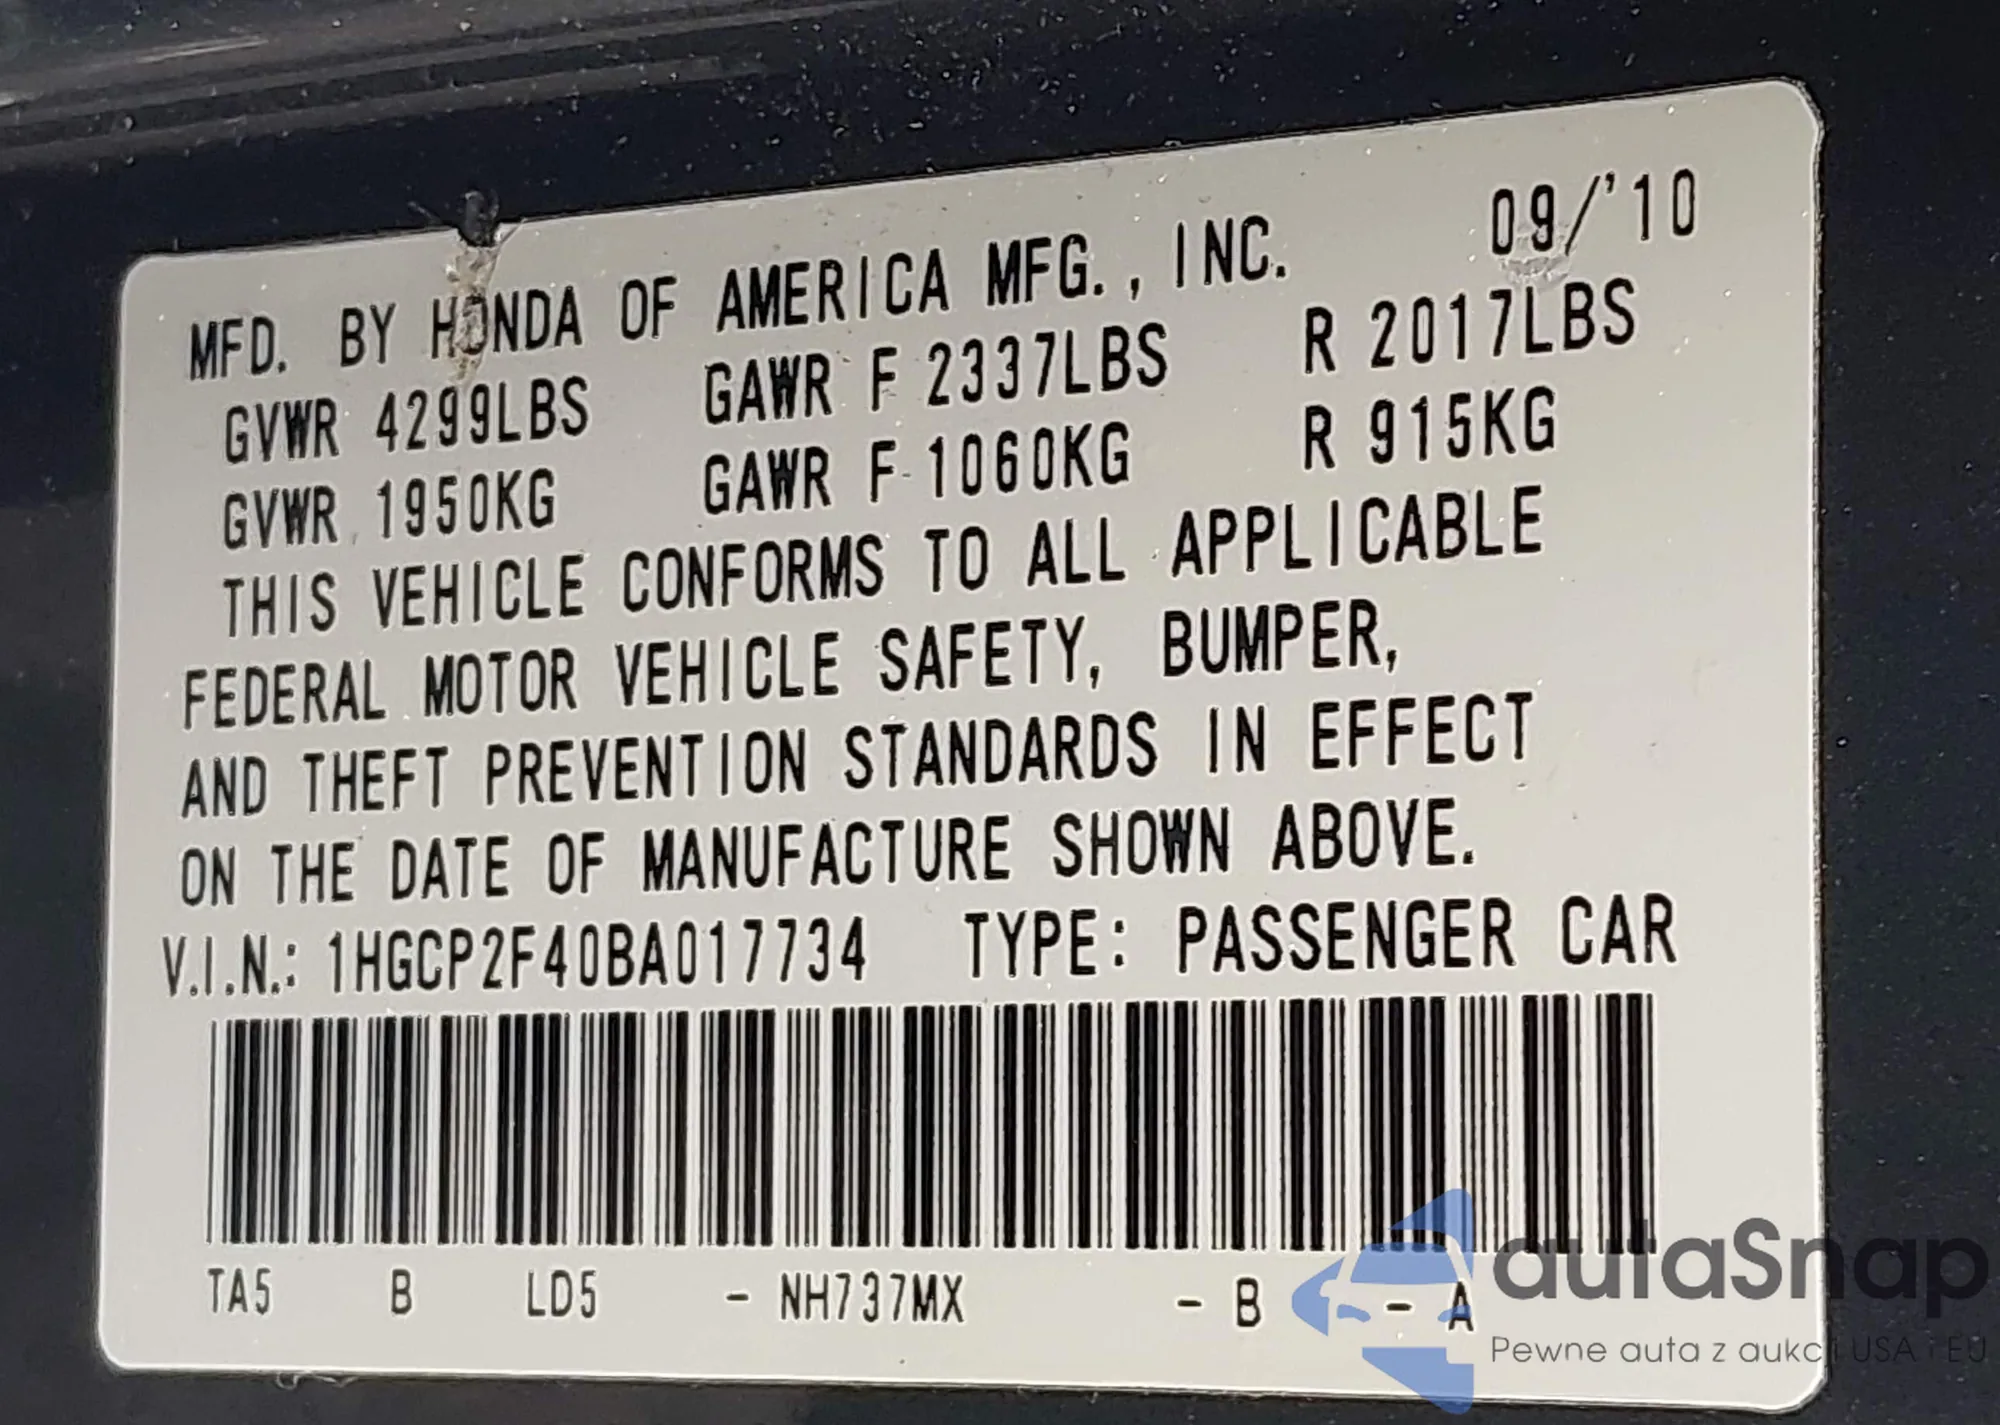 MFD. BY HONDA OF AMERICA MFG., INC. 09/'10
GVWR 4299LBS GAWR F 2337LBS R 2017LBS
GVWR 1950KG GAWR F 1060KG R 915KG
THIS VEHICLE CONFORMS TO ALL APPLICABLE
FEDERAL MOTOR VEHICLE SAFETY, BUMPER,
AND THEFT PREVENTION STANDARDS IN EFFECT
ON THE DATE OF MANUFACTURE SHOWN ABOVE.
V.I.N.: 1HGCP2F40BA017734 TYPE: PASSENGER CAR
TA5 B LD5 - NH737MX - B - A
autaSnap
Pewne auta z aukcji USA i EU